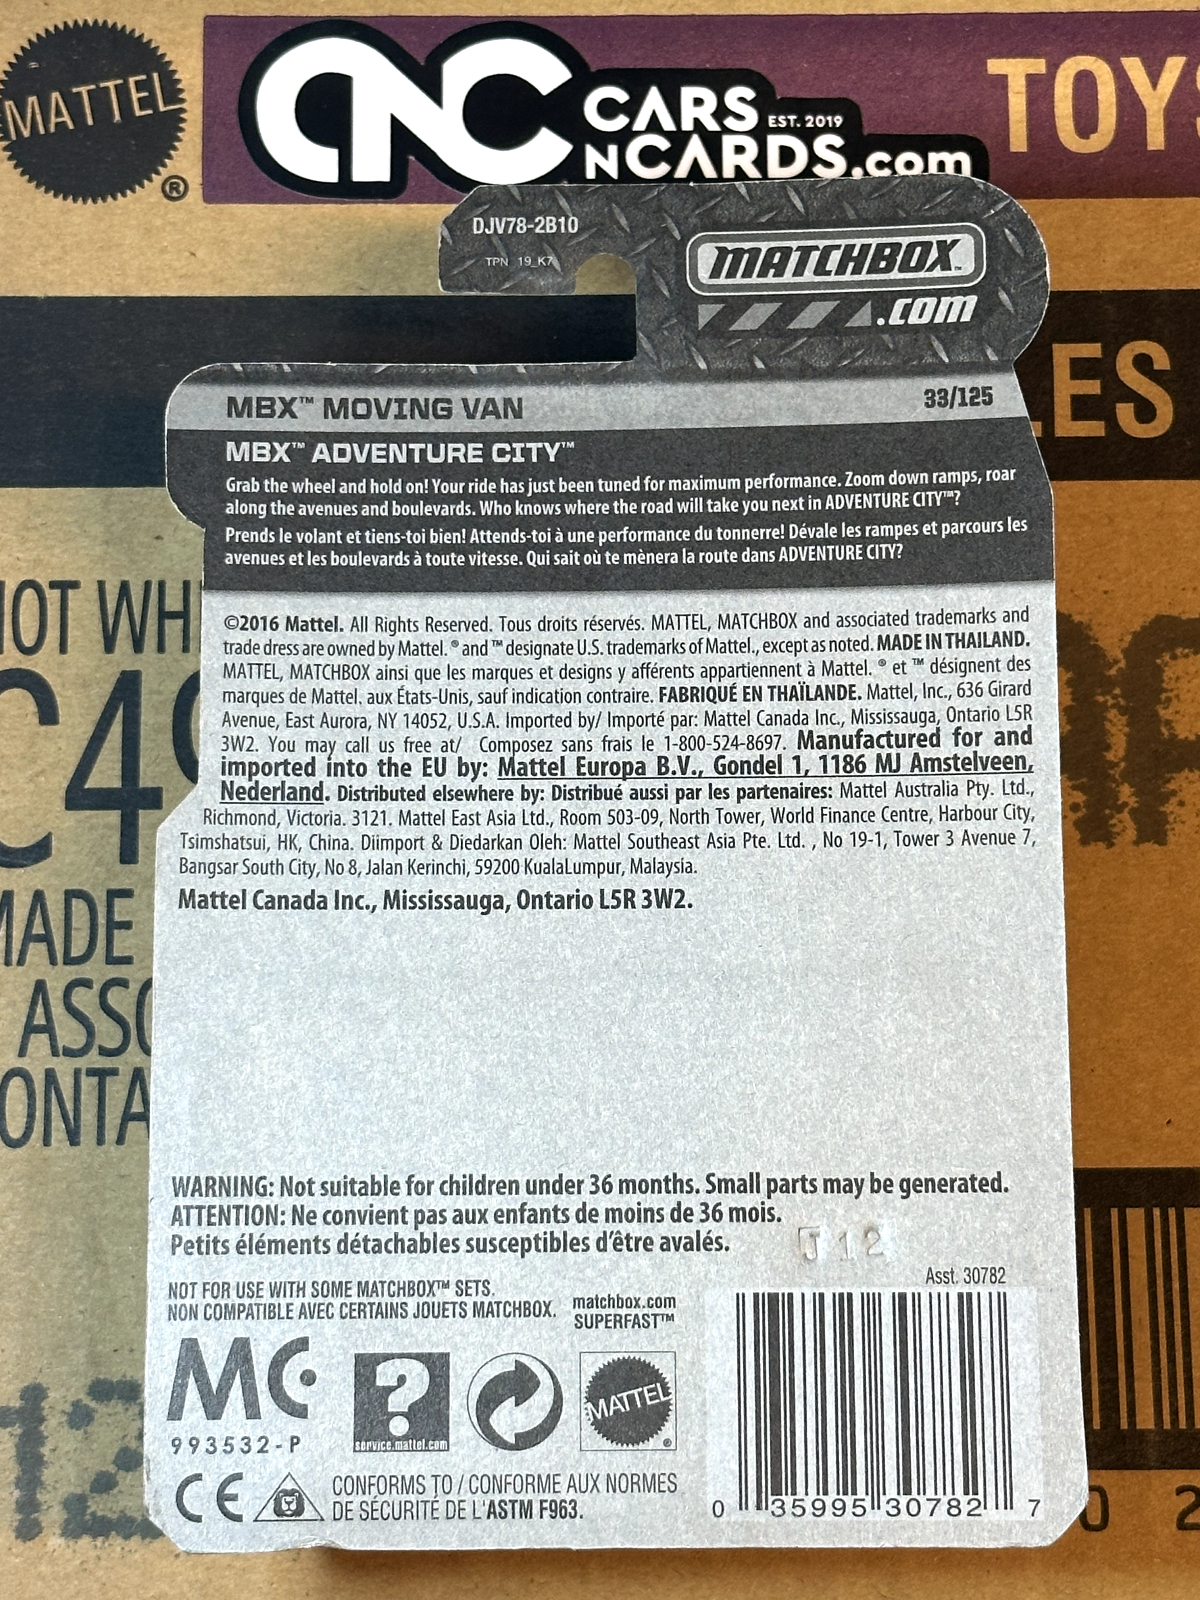 MATTEL
®
CNC CARS EST. 2019
NCARDS.com
TOYS
DJV78-2B10
TPN 19_K7
MATCHBOX™
.com
LES
MBX™ MOVING VAN
33/125
MBX™ ADVENTURE CITY™
Grab the wheel and hold on! Your ride has just been tuned for maximum performance. Zoom down ramps, roar
along the avenues and boulevards. Who knows where the road will take you next in ADVENTURE CITY™?
Prends le volant et tiens-toi bien! Attends-toi à une performance du tonnerre! Dévale les rampes et parcours les
avenues et les boulevards à toute vitesse. Qui sait où te mènera la route dans ADVENTURE CITY?
©2016 Mattel. All Rights Reserved. Tous droits réservés. MATTEL, MATCHBOX and associated trademarks and
trade dress are owned by Mattel. ® and ™ designate U.S. trademarks of Mattel., except as noted. MADE IN THAILAND.
MATTEL, MATCHBOX ainsi que les marques et designs y afférents appartiennent à Mattel. ® et ™ désignent des
marques de Mattel. aux États-Unis, sauf indication contraire. FABRIQUÉ EN THAÏLANDE. Mattel, Inc., 636 Girard
Avenue, East Aurora, NY 14052, U.S.A. Imported by/ Importé par: Mattel Canada Inc., Mississauga, Ontario L5R
3W2. You may call us free at/ Composez sans frais le 1-800-524-8697. Manufactured for and
imported into the EU by: Mattel Europa B.V., Gondel 1, 1186 MJ Amstelveen,
Nederland. Distributed elsewhere by: Distribué aussi par les partenaires: Mattel Australia Pty. Ltd.,
Richmond, Victoria. 3121. Mattel East Asia Ltd., Room 503-09, North Tower, World Finance Centre, Harbour City,
Tsimshatsui, HK, China. Diimport & Diedarkan Oleh: Mattel Southeast Asia Pte. Ltd. , No 19-1, Tower 3 Avenue 7,
Bangsar South City, No 8, Jalan Kerinchi, 59200 KualaLumpur, Malaysia.
Mattel Canada Inc., Mississauga, Ontario L5R 3W2.
OT WH
C4
MADE
ASSO
ONTA
WARNING: Not suitable for children under 36 months. Small parts may be generated.
ATTENTION: Ne convient pas aux enfants de moins de 36 mois.
Petits éléments détachables susceptibles d'être avalés.
J12
Asst. 30782
NOT FOR USE WITH SOME MATCHBOX™ SETS.
NON COMPATIBLE AVEC CERTAINS JOUETS MATCHBOX.
matchbox.com
SUPERFAST™
MC
993532-P
?
service.mattel.com
MATTEL
®
CE
CONFORMS TO / CONFORME AUX NORMES
DE SÉCURITÉ DE L'ASTM F963.
0 35995 30782 7
12
0 2